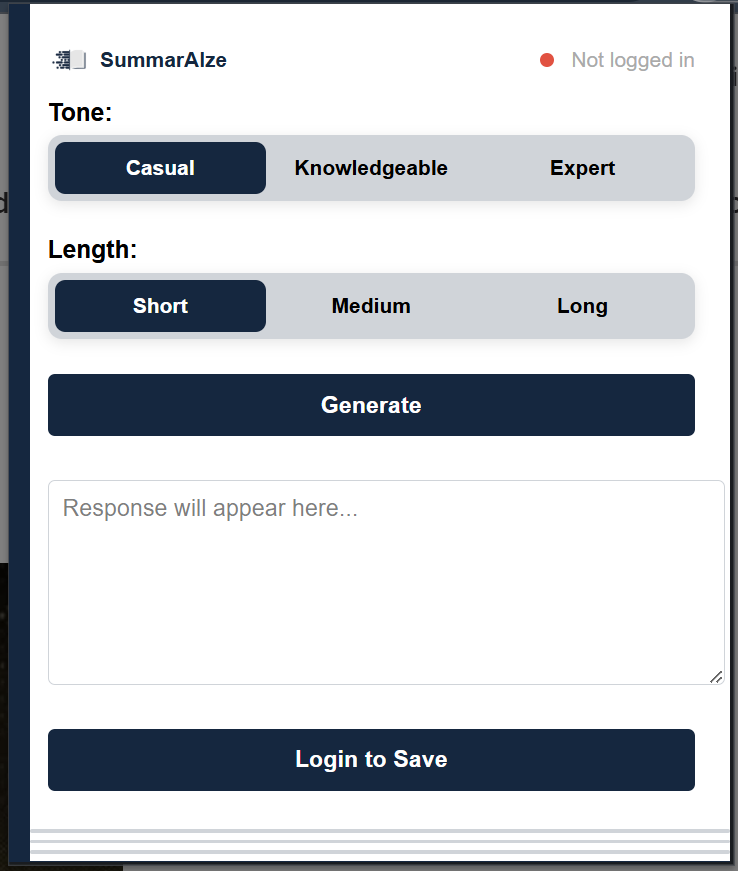 SummarAIze
Not logged in
Tone:
Casual Knowledgeable Expert
Length:
Short Medium Long
Generate
Response will appear here...
Login to Save